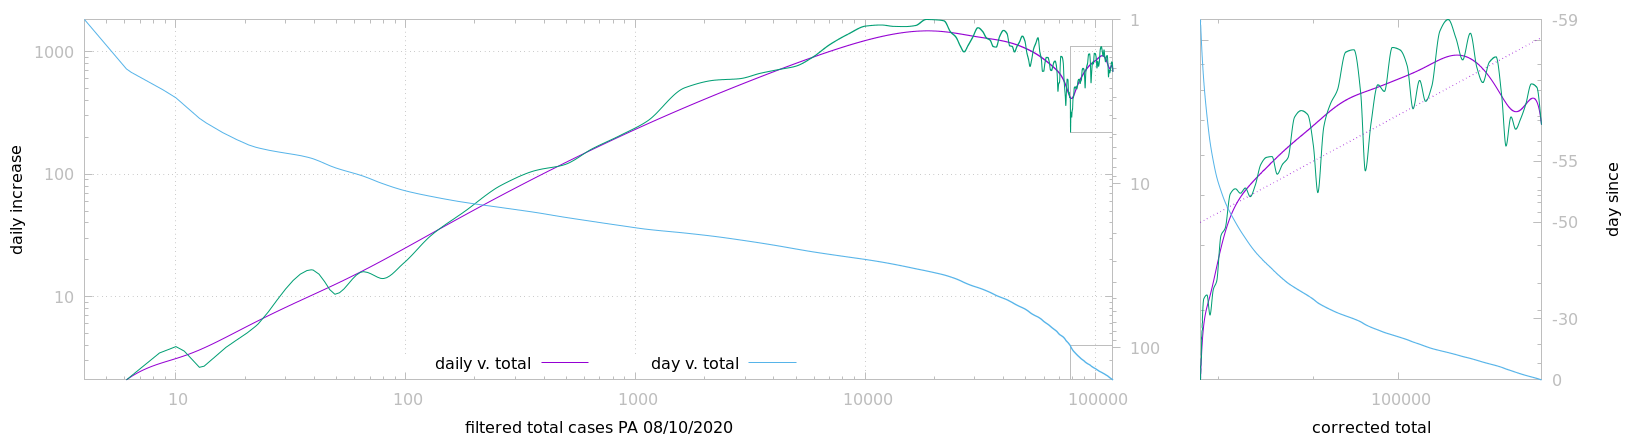 1000
100
10
daily increase
10
100
1000
10000
100000
filtered total cases PA 08/10/2020
daily v. total
day v. total
1
10
100
100000
corrected total
-59
-55
-50
-30
0
day since